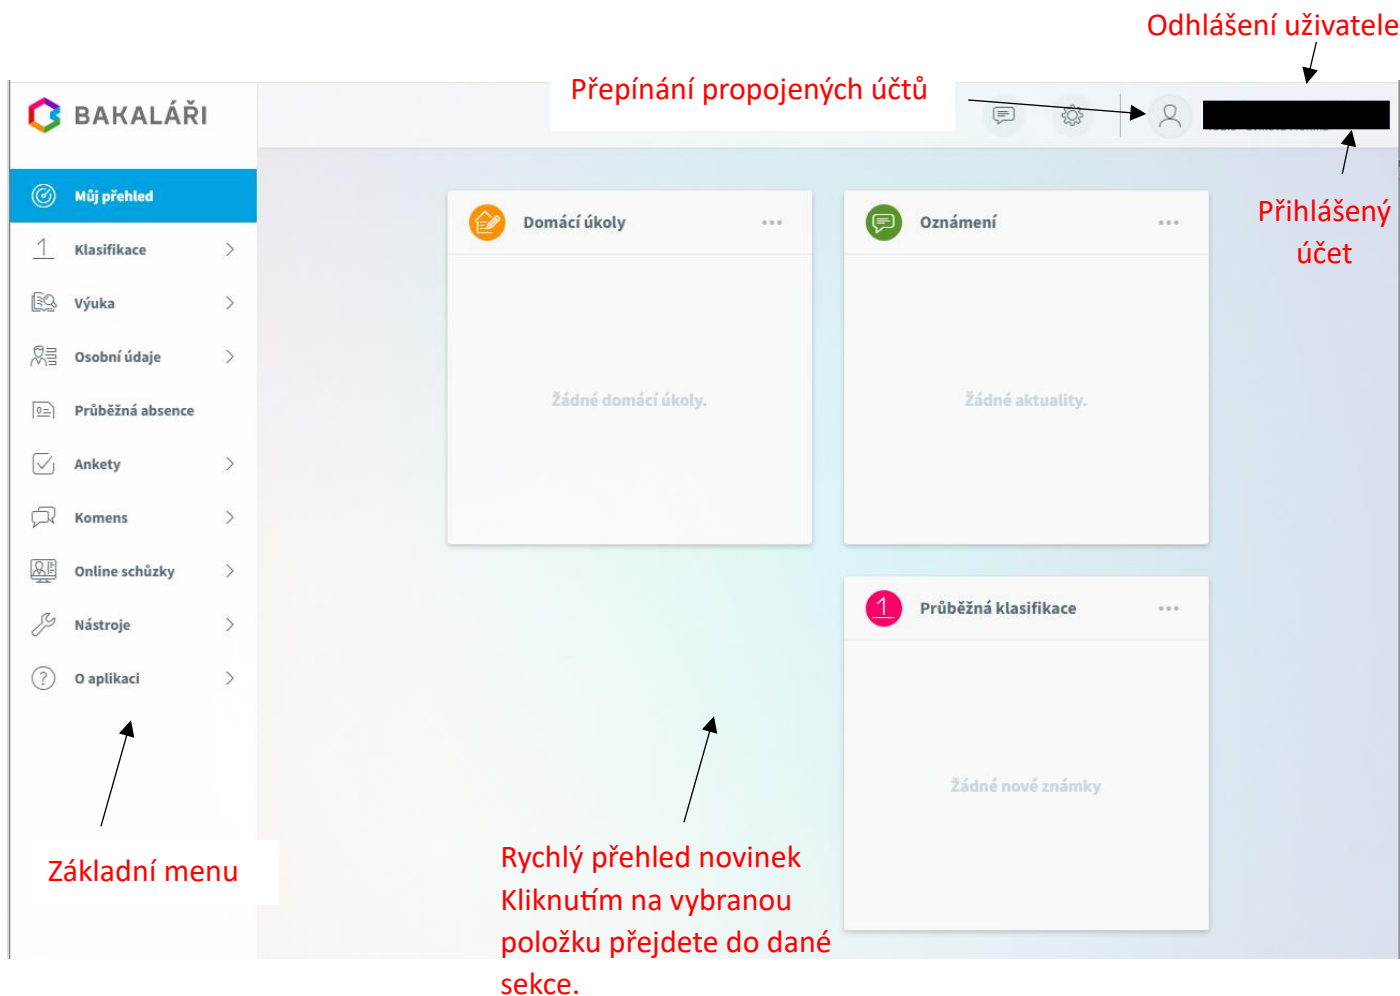 Odhlášení uživatele
Přepínání propojených účtů
BAKALÁŘI
Přihlášený
účet
Můj přehled
Klasifikace
Výuka
Osobní údaje
Průběžná absence
Ankety
Komens
Online schůzky
Nástroje
O aplikaci
Domácí úkoly
Žádné domácí úkoly.
Oznámení
Žádné aktuality.
1 Průběžná klasifikace
Žádné nové známky
Základní menu
Rychlý přehled novinek
Kliknutím na vybranou
položku přejdete do dané
sekce.